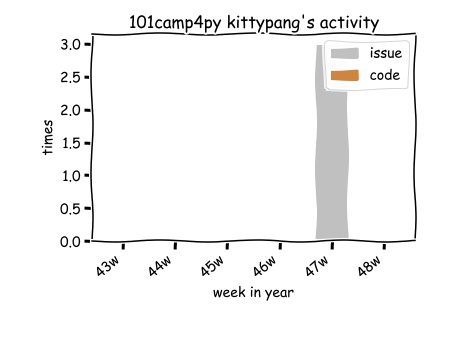 101camp4py kittypang's activity
issue
code
3.0
2.5
2.0
1.5
1.0
0.5
0.0
times
43w
44w
45w
46w
47w
48w
week in year